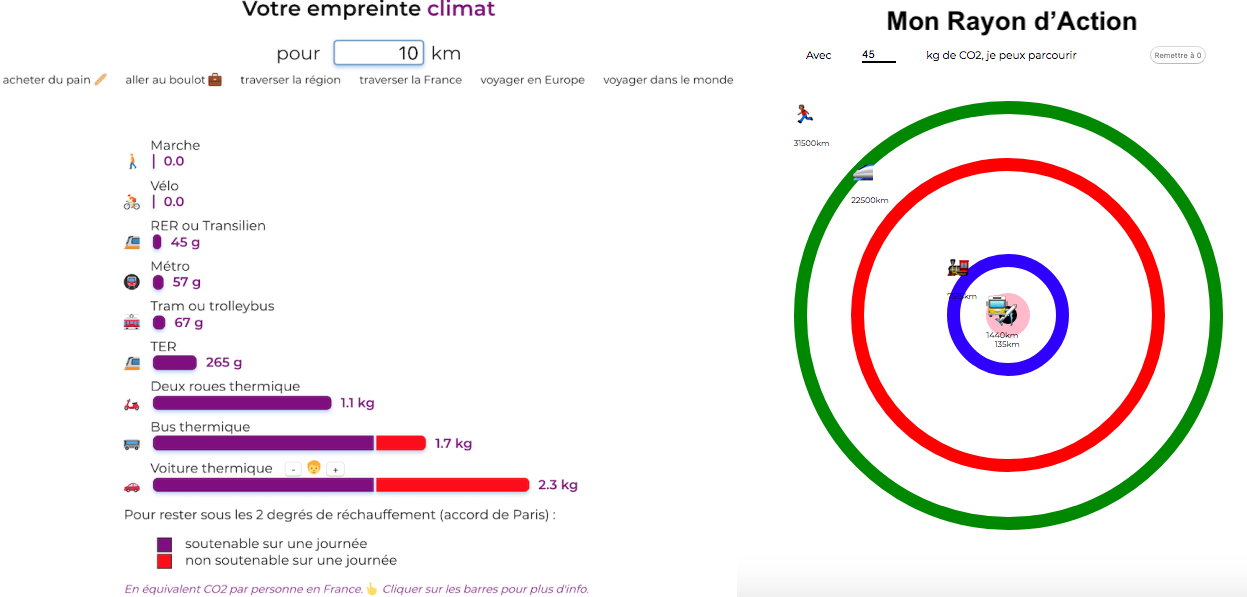 Votre empreinte climat
pour 10 km
acheter du pain aller au boulot traverser la région traverser la France voyager en Europe voyager dans le monde
Marche
0.0
Vélo
0.0
RER ou Transilien
45 g
Métro
57 g
Tram ou trolleybus
67 g
TER
265 g
Deux roues thermique
1.1 kg
Bus thermique
1.7 kg
Voiture thermique - +
2.3 kg
Pour rester sous les 2 degrés de réchauffement (accord de Paris) :
soutenable sur une journée
non soutenable sur une journée
En équivalent CO2 par personne en France. Cliquer sur les barres pour plus d'info.
Mon Rayon d’Action
Avec 45 kg de CO2, je peux parcourir Remettre à 0
31500km
22500km
1440km
135km